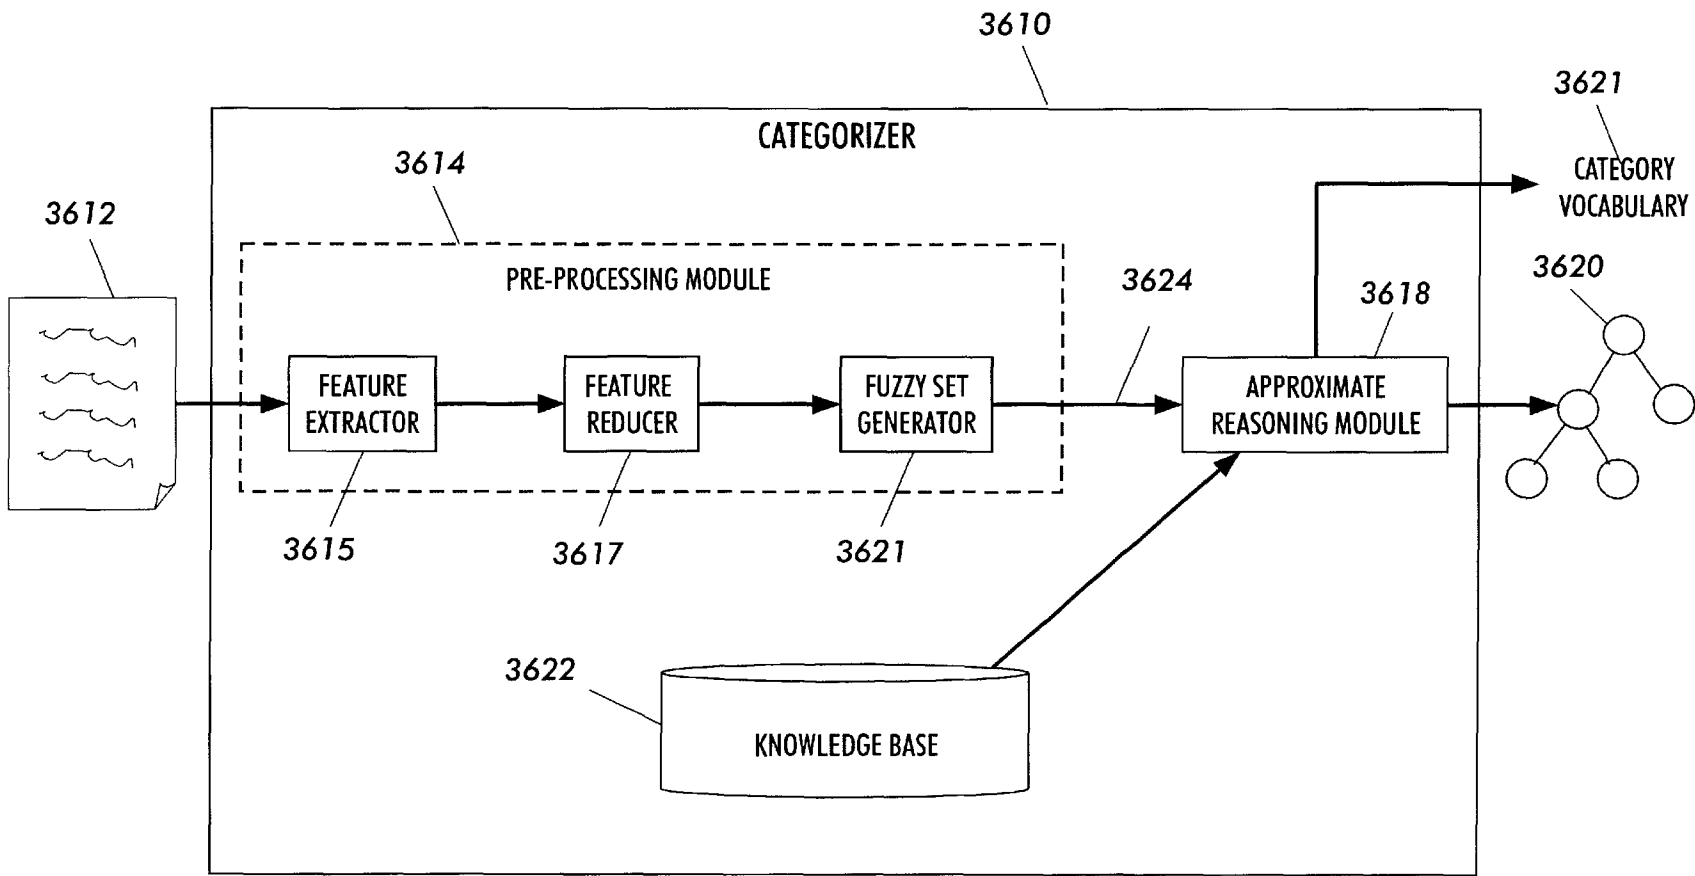 3610
3621
CATEGORIZER
CATEGORY
VOCABULARY
3614
3612
3620
PRE-PROCESSING MODULE
3624
3618
FEATURE
EXTRACTOR
FEATURE
REDUCER
FUZZY SET
GENERATOR
APPROXIMATE
REASONING MODULE
3615
3617
3621
3622
KNOWLEDGE BASE